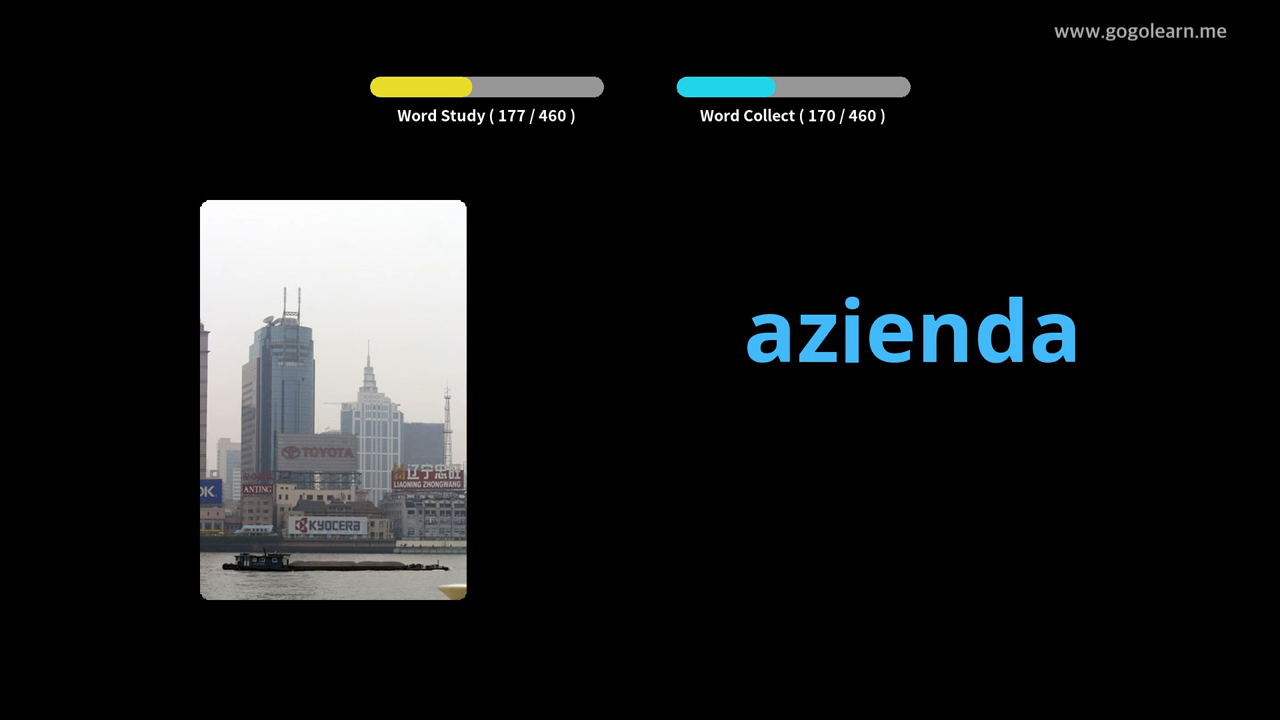 www.gogolearn.me
Word Study ( 177 / 460 )
Word Collect ( 170 / 460 )
azienda
TOYOTA
辽宁忠旺
LIAONING ZHONGWANG
ANTING
KYOCERA